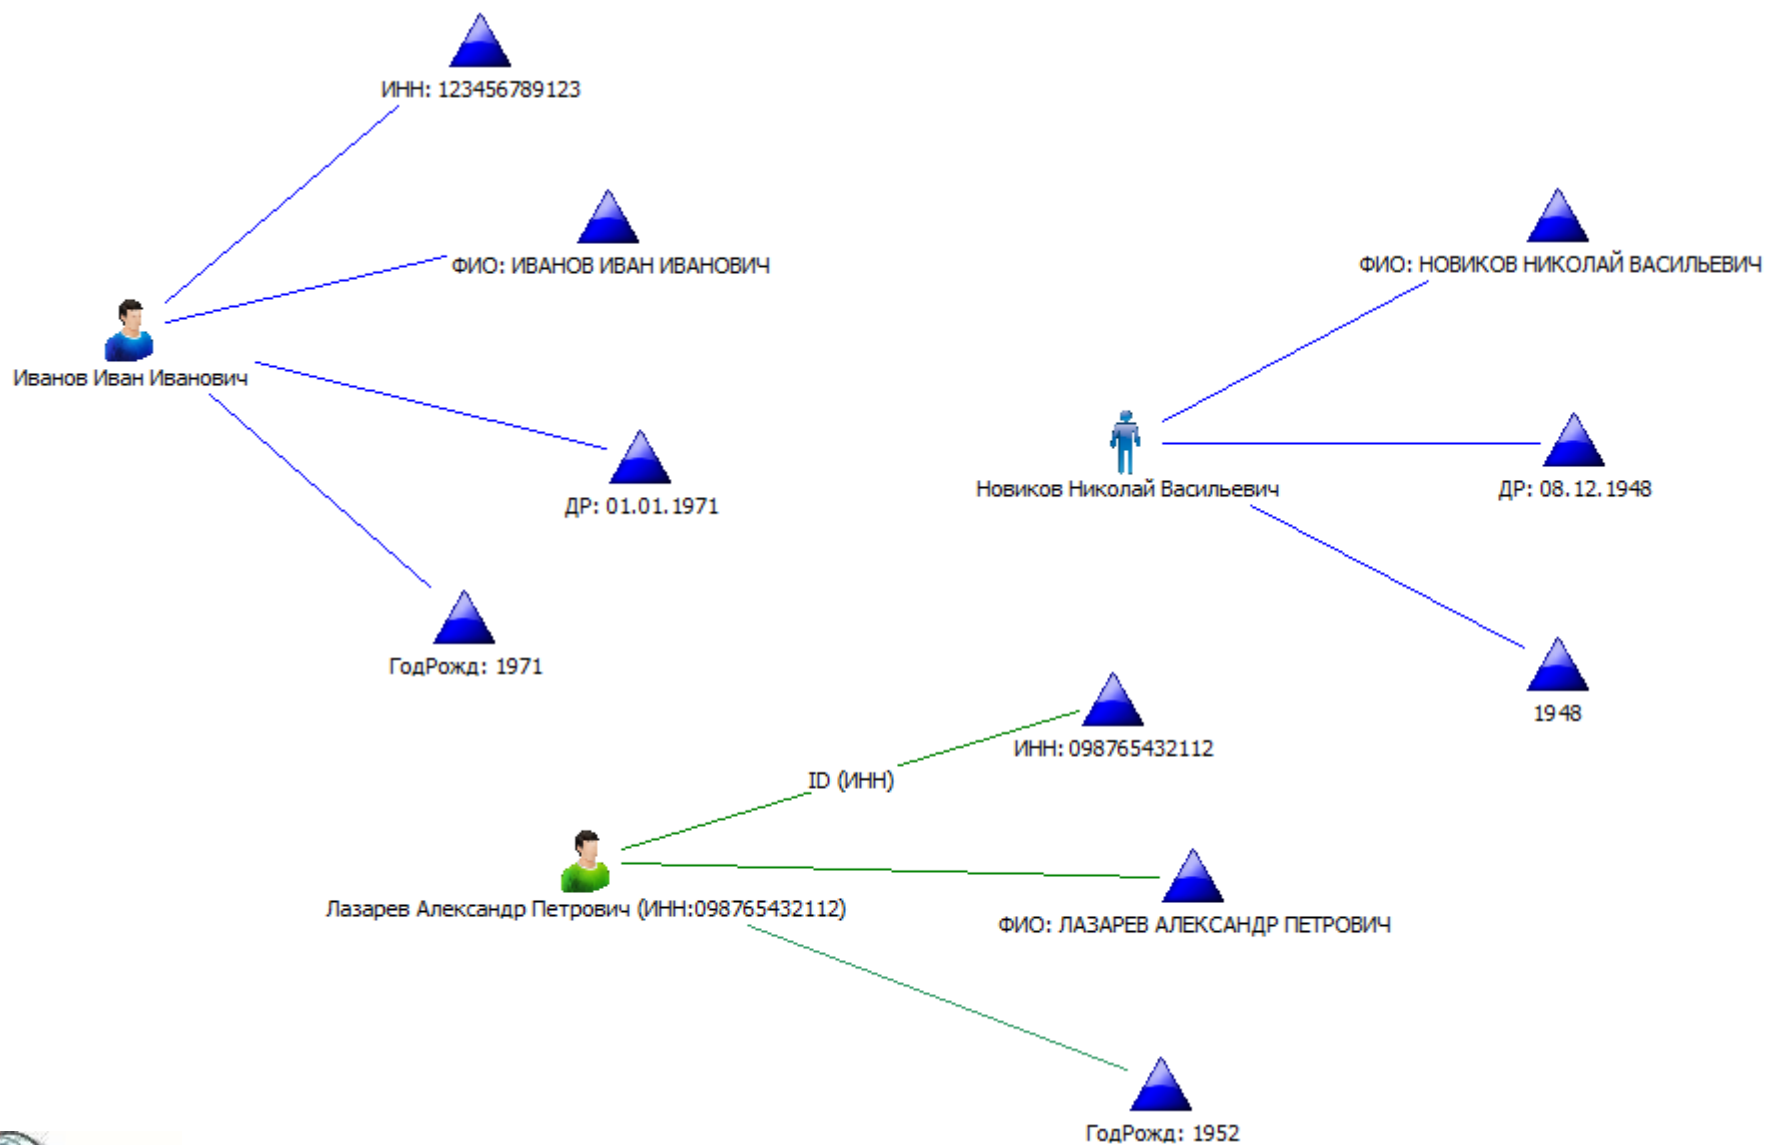 ИНН: 123456789123
ФИО: ИВАНОВ ИВАН ИВАНОВИЧ
Иванов Иван Иванович
ДР: 01.01.1971
ГодРожд: 1971
ФИО: НОВИКОВ НИКОЛАЙ ВАСИЛЬЕВИЧ
Новиков Николай Васильевич
ДР: 08.12.1948
1948
ИНН: 098765432112
ID (ИНН)
Лазарев Александр Петрович (ИНН:098765432112)
ФИО: ЛАЗАРЕВ АЛЕКСАНДР ПЕТРОВИЧ
ГодРожд: 1952